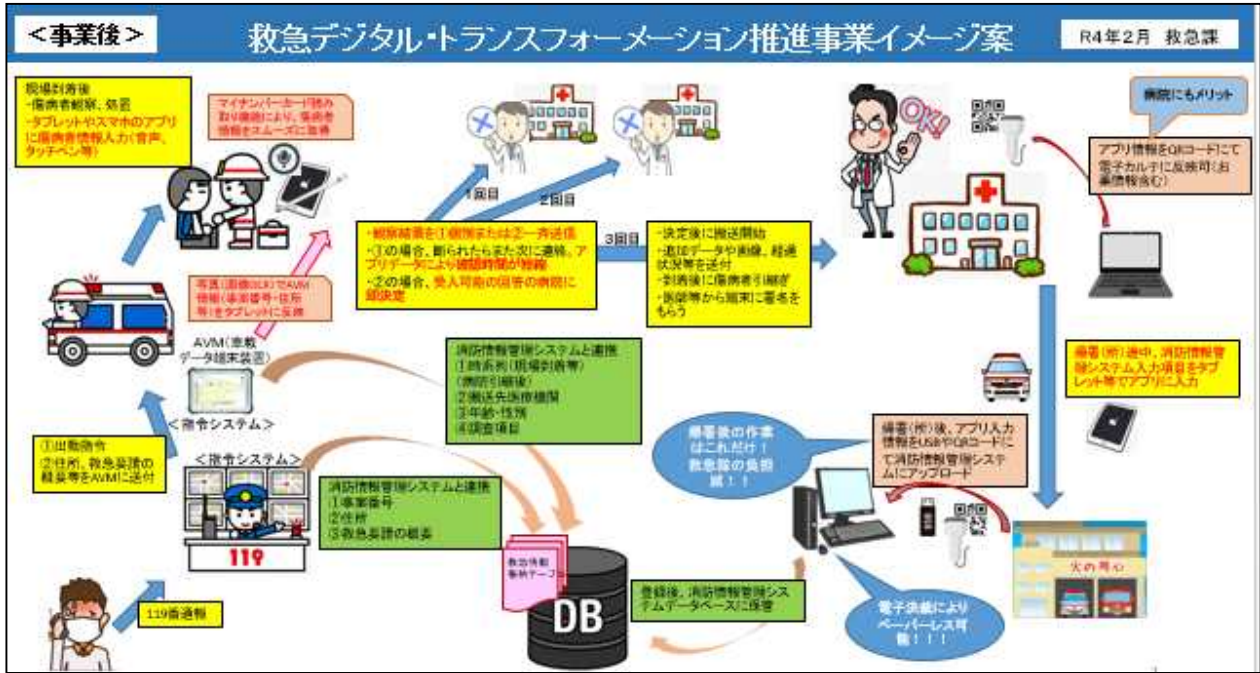 ＜事業後＞
救急デジタル・トランスフォーメーション推進事業イメージ案
R4年2月 救急課
現場到着後
・傷病者観察、処置
・タブレットやスマホのアプリ
に傷病者情報入力(音声、
タッチペン等)
マイナンバーカード読み
取り機能により、傷病者
情報をスムーズに取得
1回目
2回目
3回目
OK!
病院にもメリット
アプリ情報をQRコードにて
電子カルテに反映可(お
薬情報含む)
・観察結果を①個別または②一斉送信
・①の場合、断られたらまた次に連絡。ア
プリデータにより確認時間が短縮
・②の場合、受入可能の回答の病院に
即決定
・決定後に搬送開始
・追加データや画像、経過
状況等を送付
・到着後に傷病者引継ぎ
・医師等から端末に署名を
もらう
写真(画像OCR)でAVM
情報(事案番号・住所
等)をタブレットに反映
AVM(車載
データ端末装置)
＜指令システム＞
消防情報管理システムと連携
①時系列(現場到着等)
(病院引継後)
②搬送先医療機関
③年齢・性別
④調査項目
帰署(所)途中、消防情報管
理システム入力項目をタブ
レット等でアプリに入力
①出動指令
②住所、救急要請の
概要等をAVMに送付
＜指令システム＞
119
消防情報管理システムと連携
①事案番号
②住所
③救急要請の概要
帰署後の作業
はこれだけ！
救急隊の負担
減！！
帰署(所)後、アプリ入力
情報をUSBやQRコードに
て消防情報管理システ
ムにアップロード
救急情報
DB
登録後、消防情報管理シス
テムデータベースに保管
電子決裁により
ペーパーレス可
能！！！
火の用心
119番通報